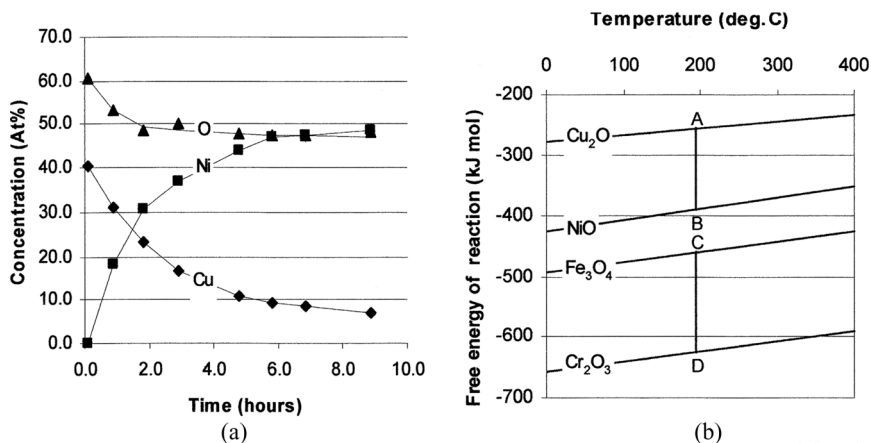 70.0
60.0
50.0
40.0
30.0
20.0
10.0
0.0
Concentration (At%)
O
Ni
Cu
0.0 2.0 4.0 6.0 8.0 10.0
Time (hours)
(a)
Temperature (deg.C)
0 100 200 300 400
-200
-300
-400
-500
-600
-700
Free energy of reaction (kJ mol)
A
Cu₂O
NiO
B
C
Fe₃O₄
Cr₂O₃
D
(b)